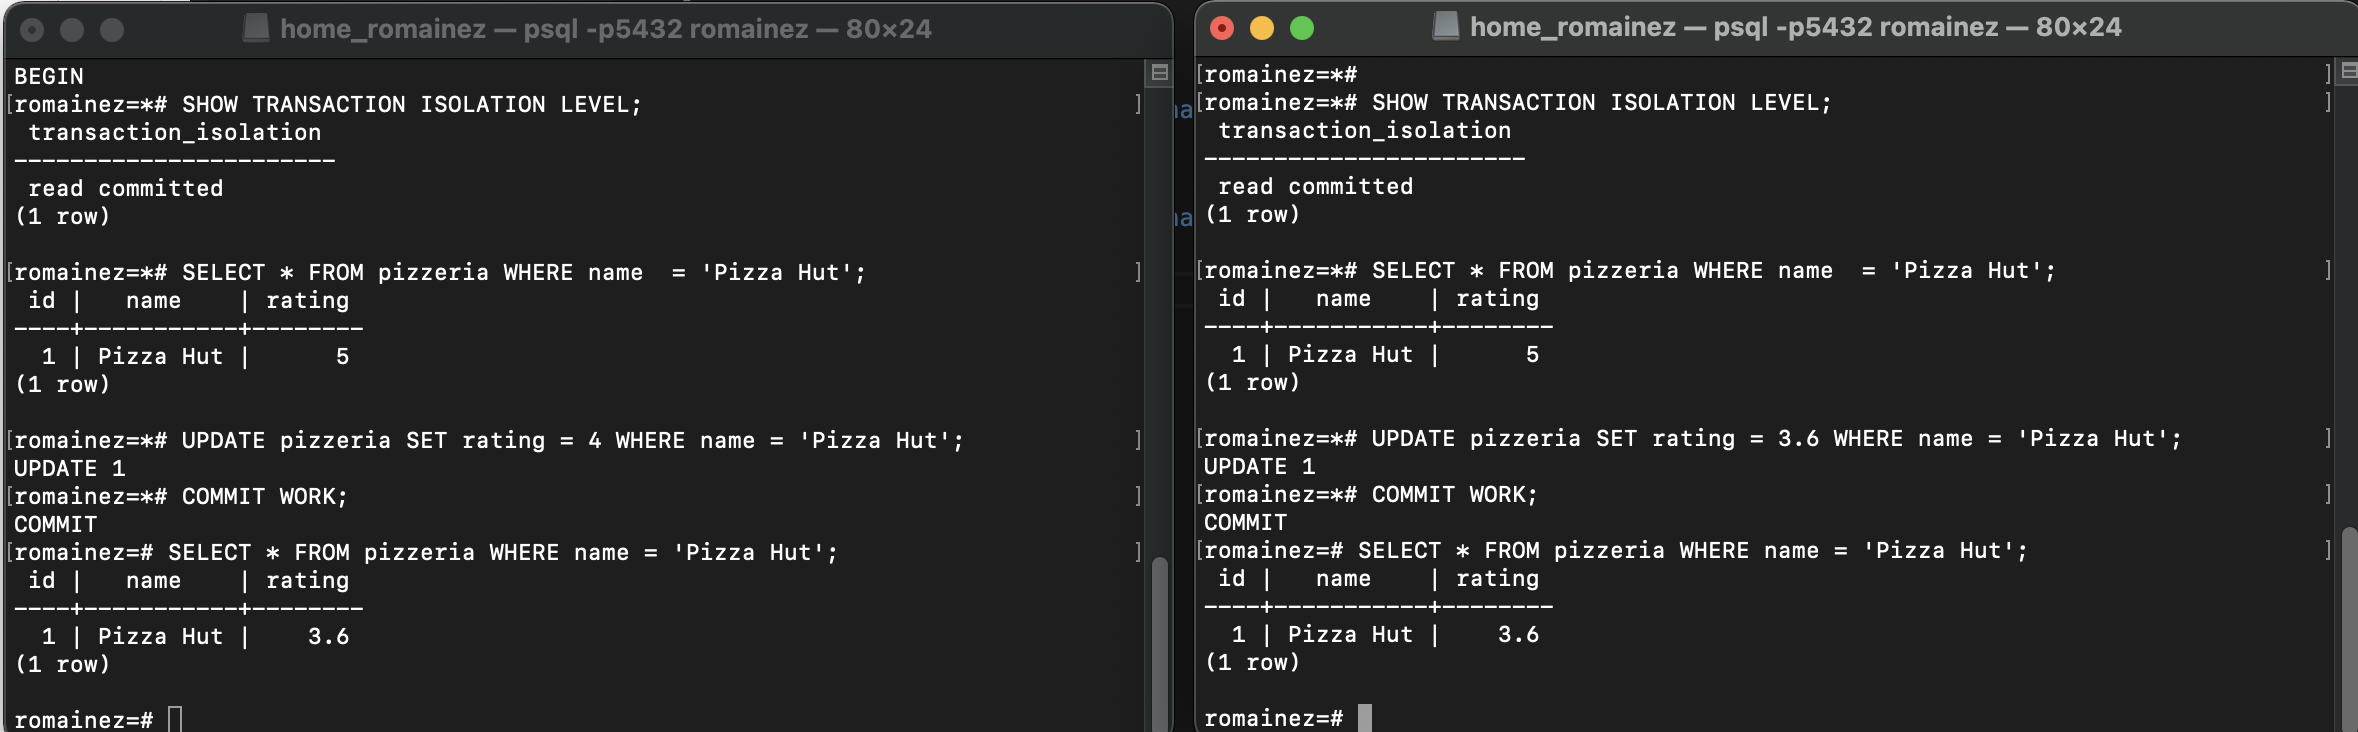 home_romainez — psql -p5432 romainez — 80×24
BEGIN
[romainez=*# SHOW TRANSACTION ISOLATION LEVEL; ]
 transaction_isolation
-----------------------
 read committed
(1 row)

[romainez=*# SELECT * FROM pizzeria WHERE name  = 'Pizza Hut'; ]
 id |   name    | rating
----+-----------+--------
  1 | Pizza Hut |      5
(1 row)

[romainez=*# UPDATE pizzeria SET rating = 4 WHERE name = 'Pizza Hut'; ]
UPDATE 1
[romainez=*# COMMIT WORK; ]
COMMIT
[romainez=# SELECT * FROM pizzeria WHERE name = 'Pizza Hut'; ]
 id |   name    | rating
----+-----------+--------
  1 | Pizza Hut |    3.6
(1 row)

romainez=#
home_romainez — psql -p5432 romainez — 80×24
[romainez=*# ]
[romainez=*# SHOW TRANSACTION ISOLATION LEVEL; ]
 transaction_isolation
-----------------------
 read committed
(1 row)

[romainez=*# SELECT * FROM pizzeria WHERE name  = 'Pizza Hut'; ]
 id |   name    | rating
----+-----------+--------
  1 | Pizza Hut |      5
(1 row)

[romainez=*# UPDATE pizzeria SET rating = 3.6 WHERE name = 'Pizza Hut'; ]
UPDATE 1
[romainez=*# COMMIT WORK; ]
COMMIT
[romainez=# SELECT * FROM pizzeria WHERE name = 'Pizza Hut'; ]
 id |   name    | rating
----+-----------+--------
  1 | Pizza Hut |    3.6
(1 row)

romainez=#